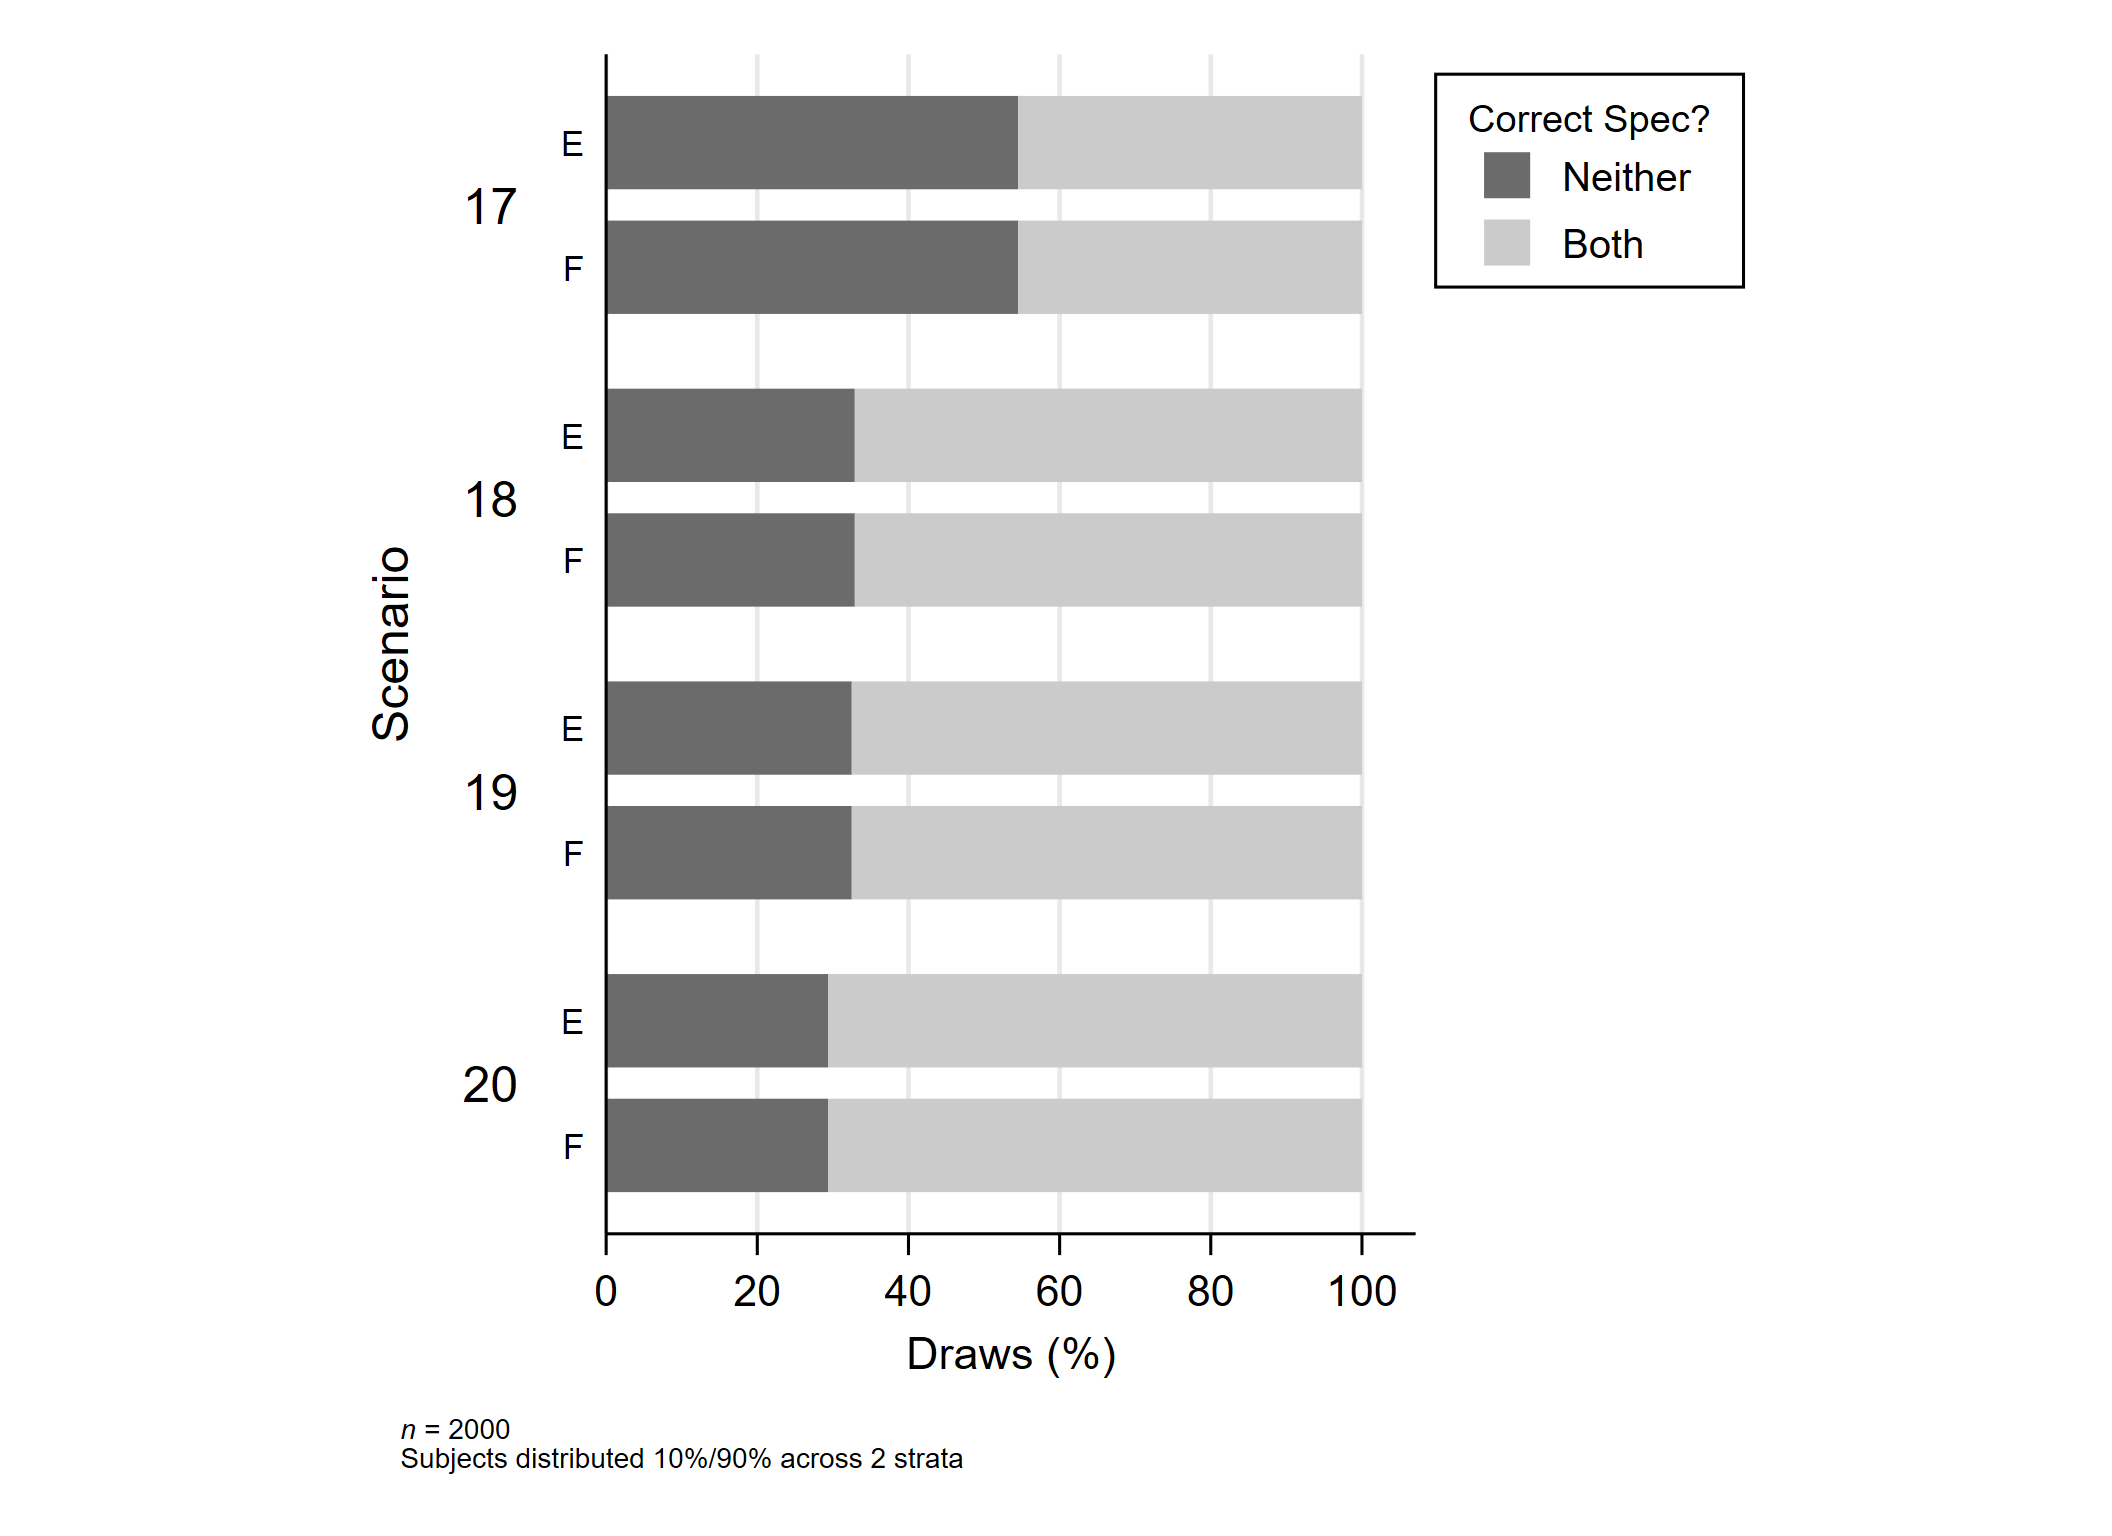 Correct Spec?
Neither
Both
Scenario
17
E
F
18
E
F
19
E
F
20
E
F
0 20 40 60 80 100
Draws (%)
n = 2000
Subjects distributed 10%/90% across 2 strata